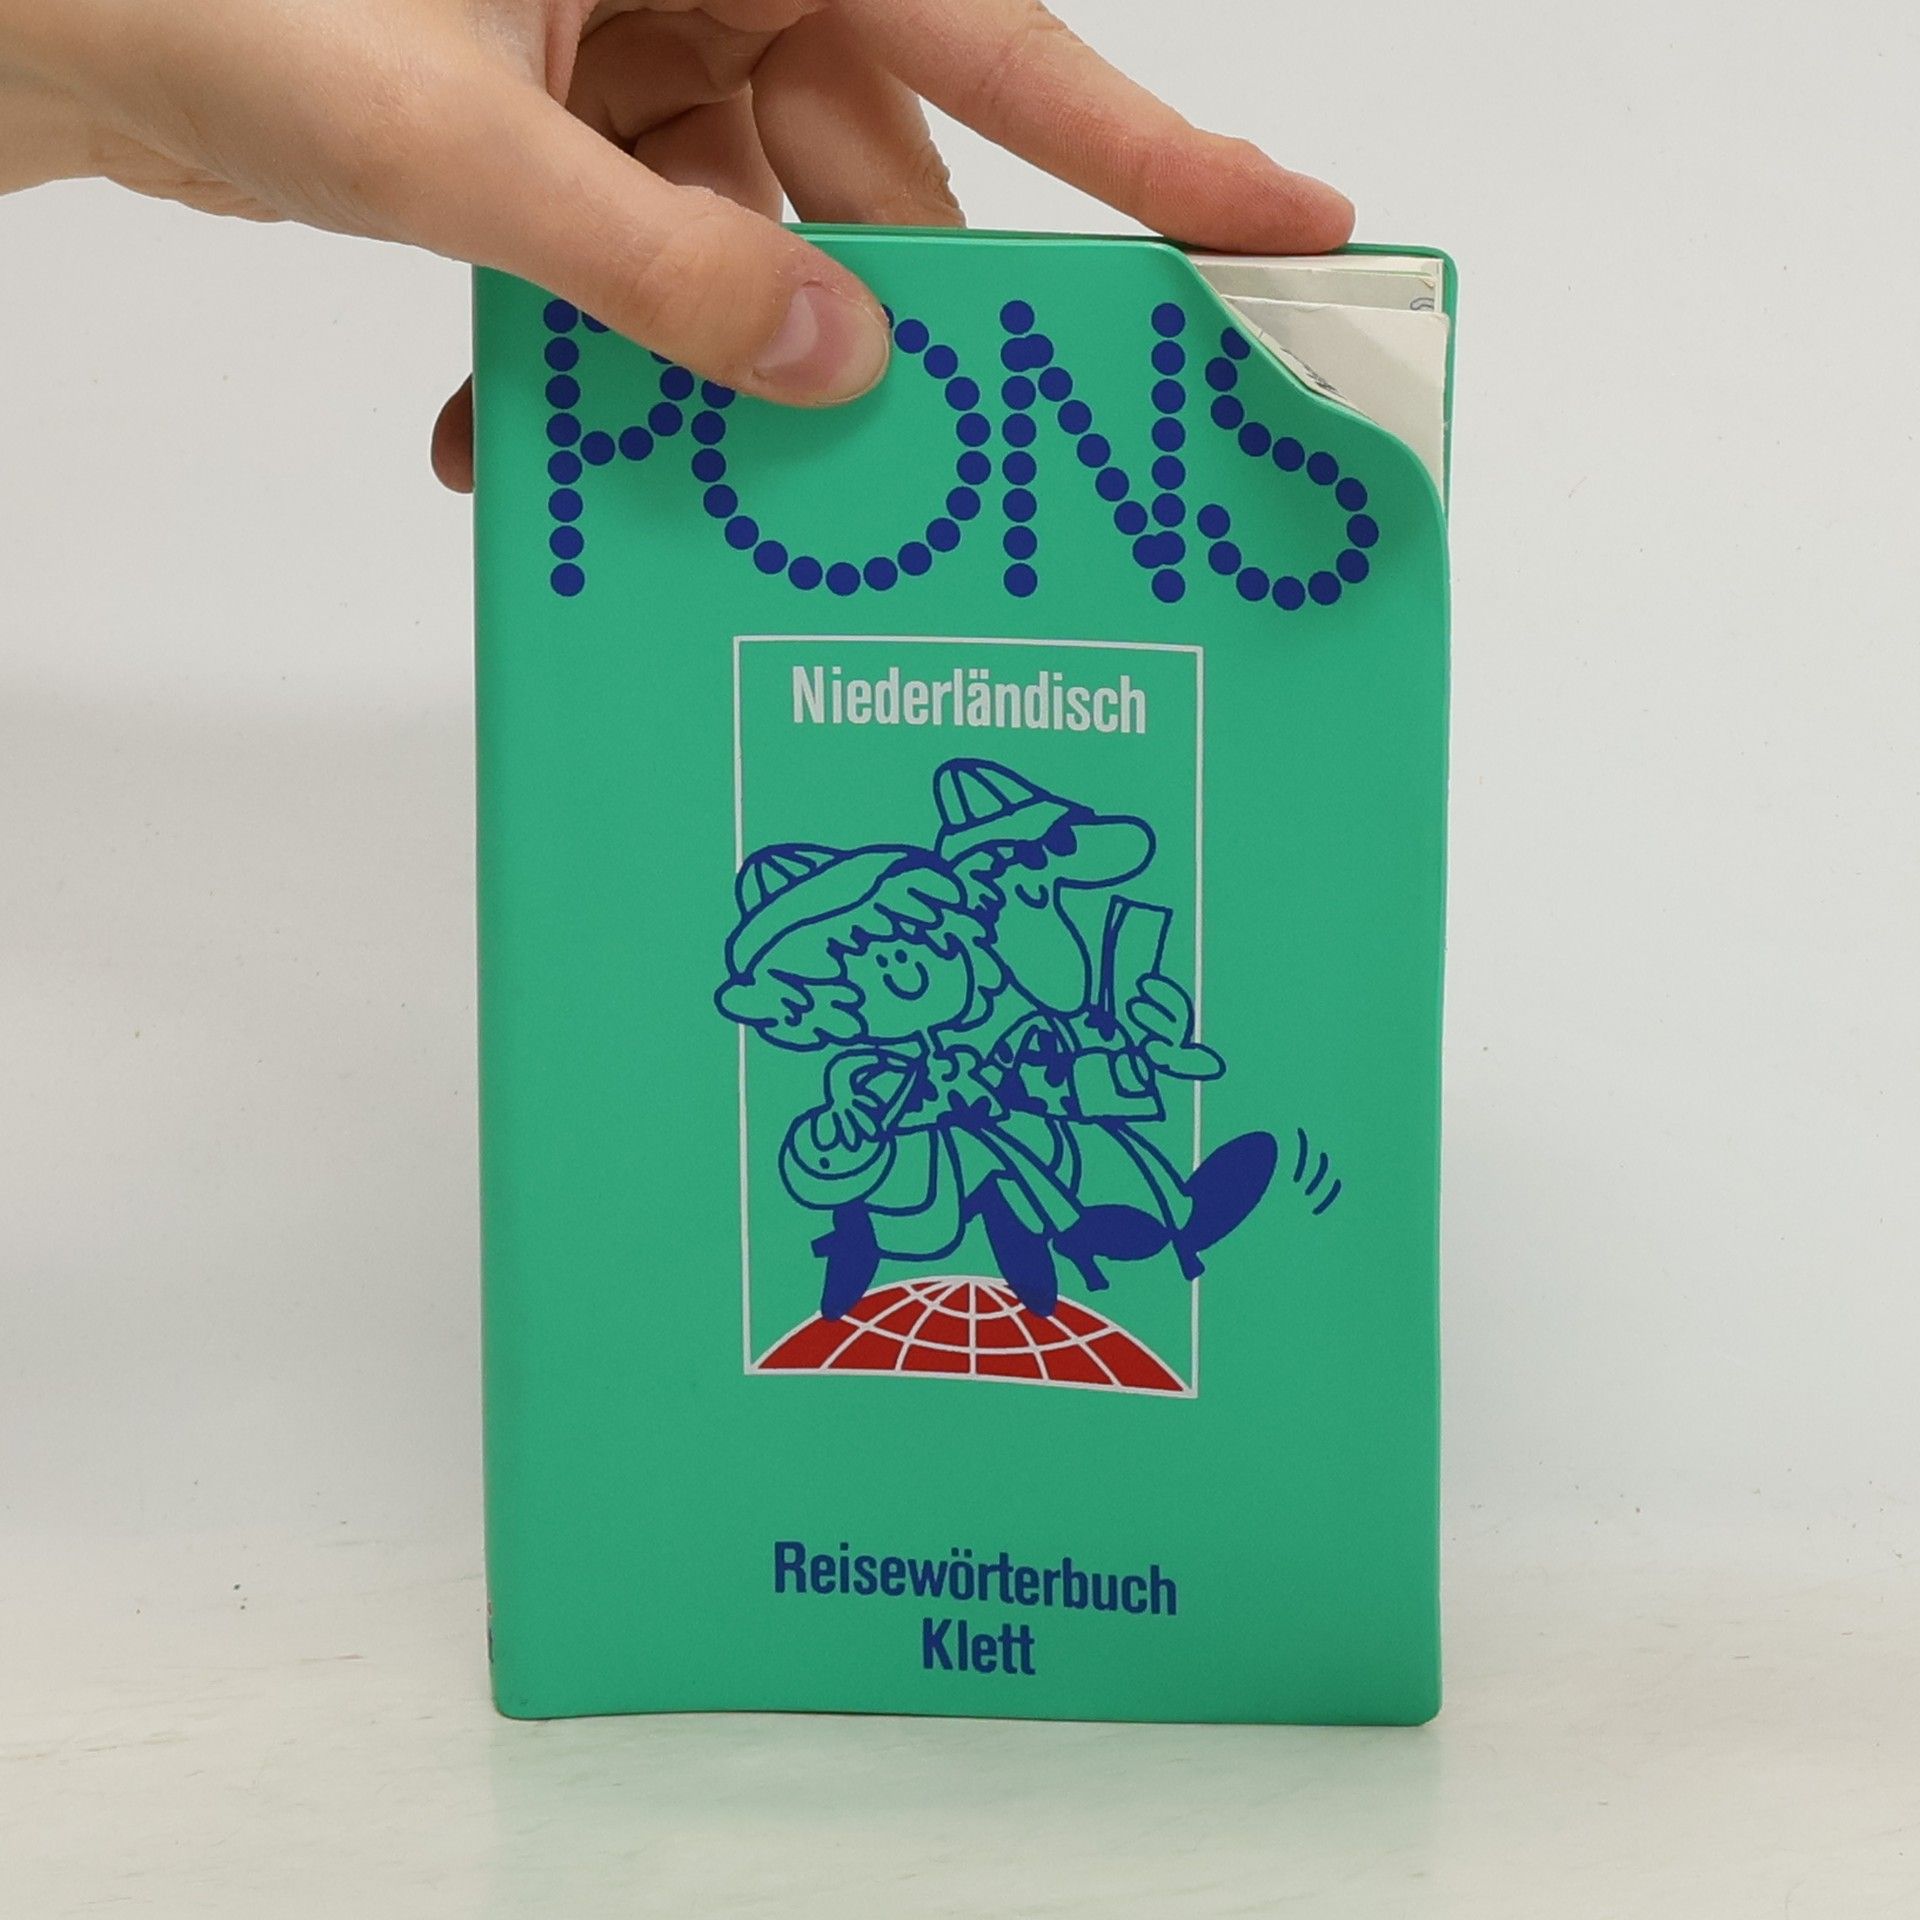 PONS
Niederländisch
Reisewörterbuch
Klett